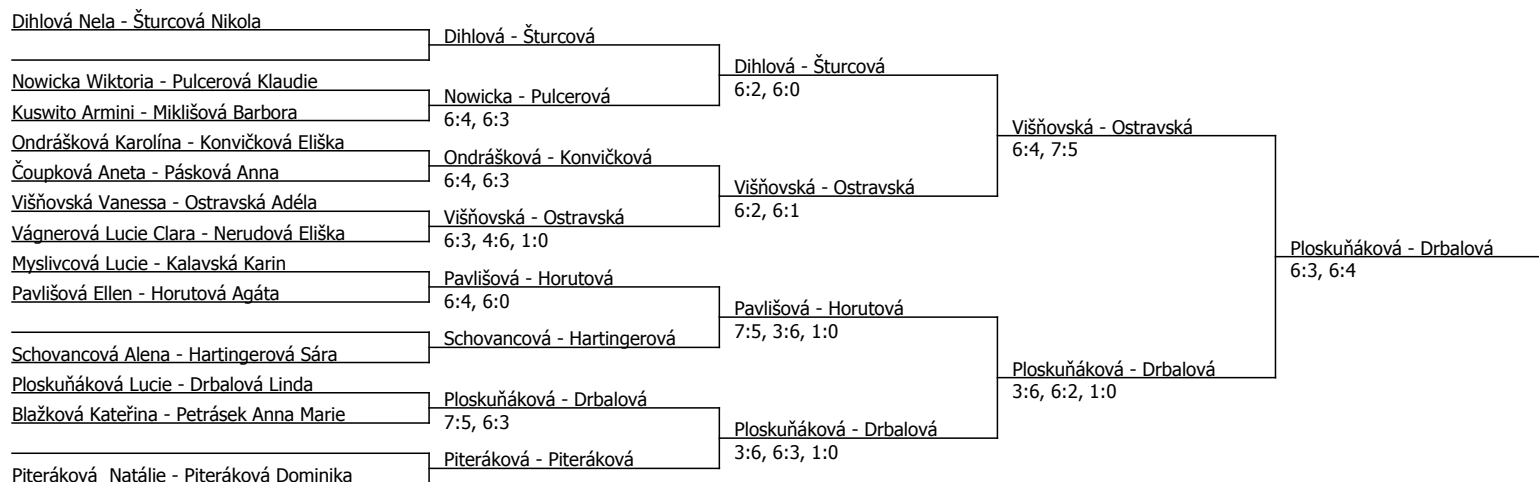 Dihlová Nela - Šturcová Nikola
Dihlová - Šturcová
Nowicka Wiktoria - Pulcerová Klaudie
Dihlová - Šturcová
6:2, 6:0
Nowicka - Pulcerová
6:4, 6:3
Kuswito Armini - Miklišová Barbora
Višňovská - Ostravská
6:4, 7:5
Ondrášková Karolína - Konvičková Eliška
Ondrášková - Konvičková
6:4, 6:3
Čoupková Aneta - Pásková Anna
Višňovská - Ostravská
6:2, 6:1
Višňovská Vanessa - Ostravská Adéla
Višňovská - Ostravská
6:3, 4:6, 1:0
Vágnerová Lucie Clara - Nerudová Eliška
Ploskuňáková - Drbalová
6:3, 6:4
Myslivcová Lucie - Kalavská Karin
Pavlišová - Horutová
6:4, 6:0
Pavlišová Ellen - Horutová Agáta
Pavlišová - Horutová
7:5, 3:6, 1:0
Schovancová - Hartingerová
Schovancová Alena - Hartingerová Sára
Ploskuňáková - Drbalová
3:6, 6:2, 1:0
Ploskuňáková Lucie - Drbalová Linda
Ploskuňáková - Drbalová
7:5, 6:3
Blažková Kateřina - Petrásek Anna Marie
Ploskuňáková - Drbalová
3:6, 6:3, 1:0
Piteráková - Piteráková
Piteráková Natálie - Piteráková Dominika